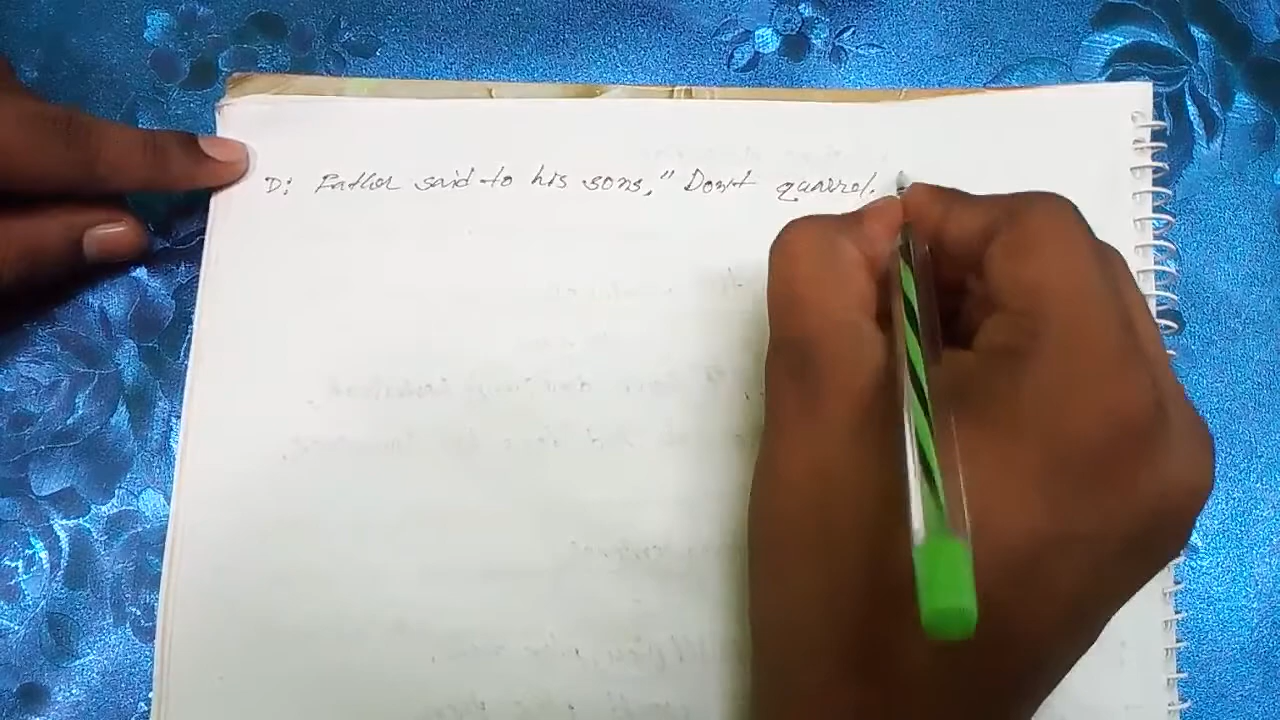 D: Father said to his sons," Don't quarrel.